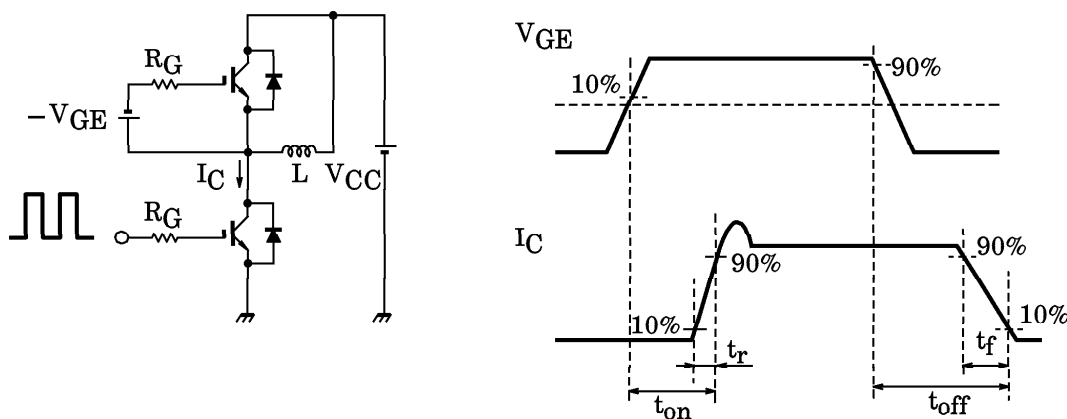 R_G
−V_GE
I_C
L
V_CC
R_G
V_GE
10%
90%
I_C
90%
90%
10%
10%
t_r
t_f
t_on
t_off